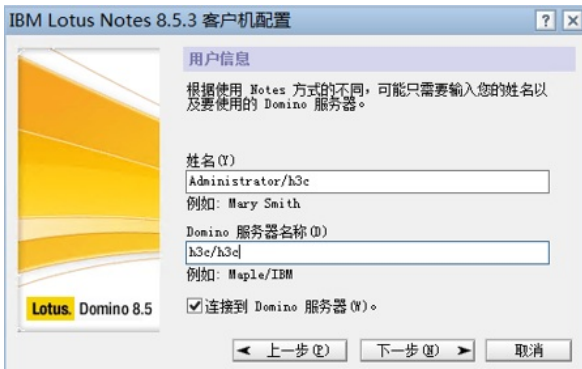 IBM Lotus Notes 8.5.3 客户机配置
用户信息
根据使用 Notes 方式的不同，可能只需要输入您的姓名以
及要使用的 Domino 服务器。
姓名(Y)
Administrator/h3c
例如: Mary Smith
Domino 服务器名称(D)
h3c/h3c
例如: Maple/IBM
连接到 Domino 服务器(W)。
Lotus. Domino 8.5
上一步(P) 下一步(N) 取消